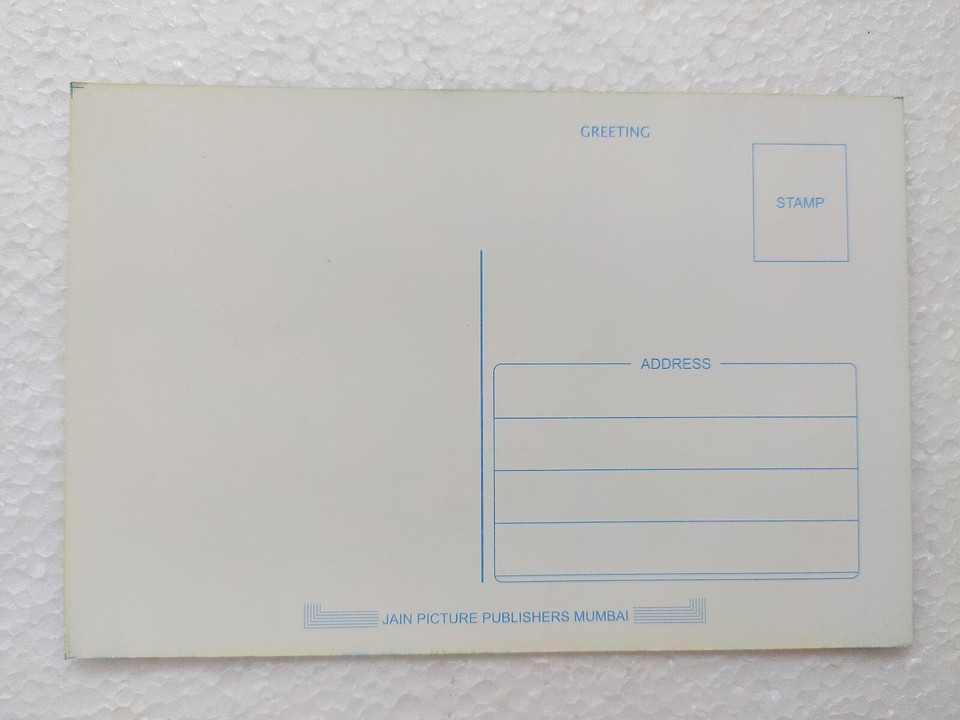 GREETING
STAMP
ADDRESS
JAIN PICTURE PUBLISHERS MUMBAI